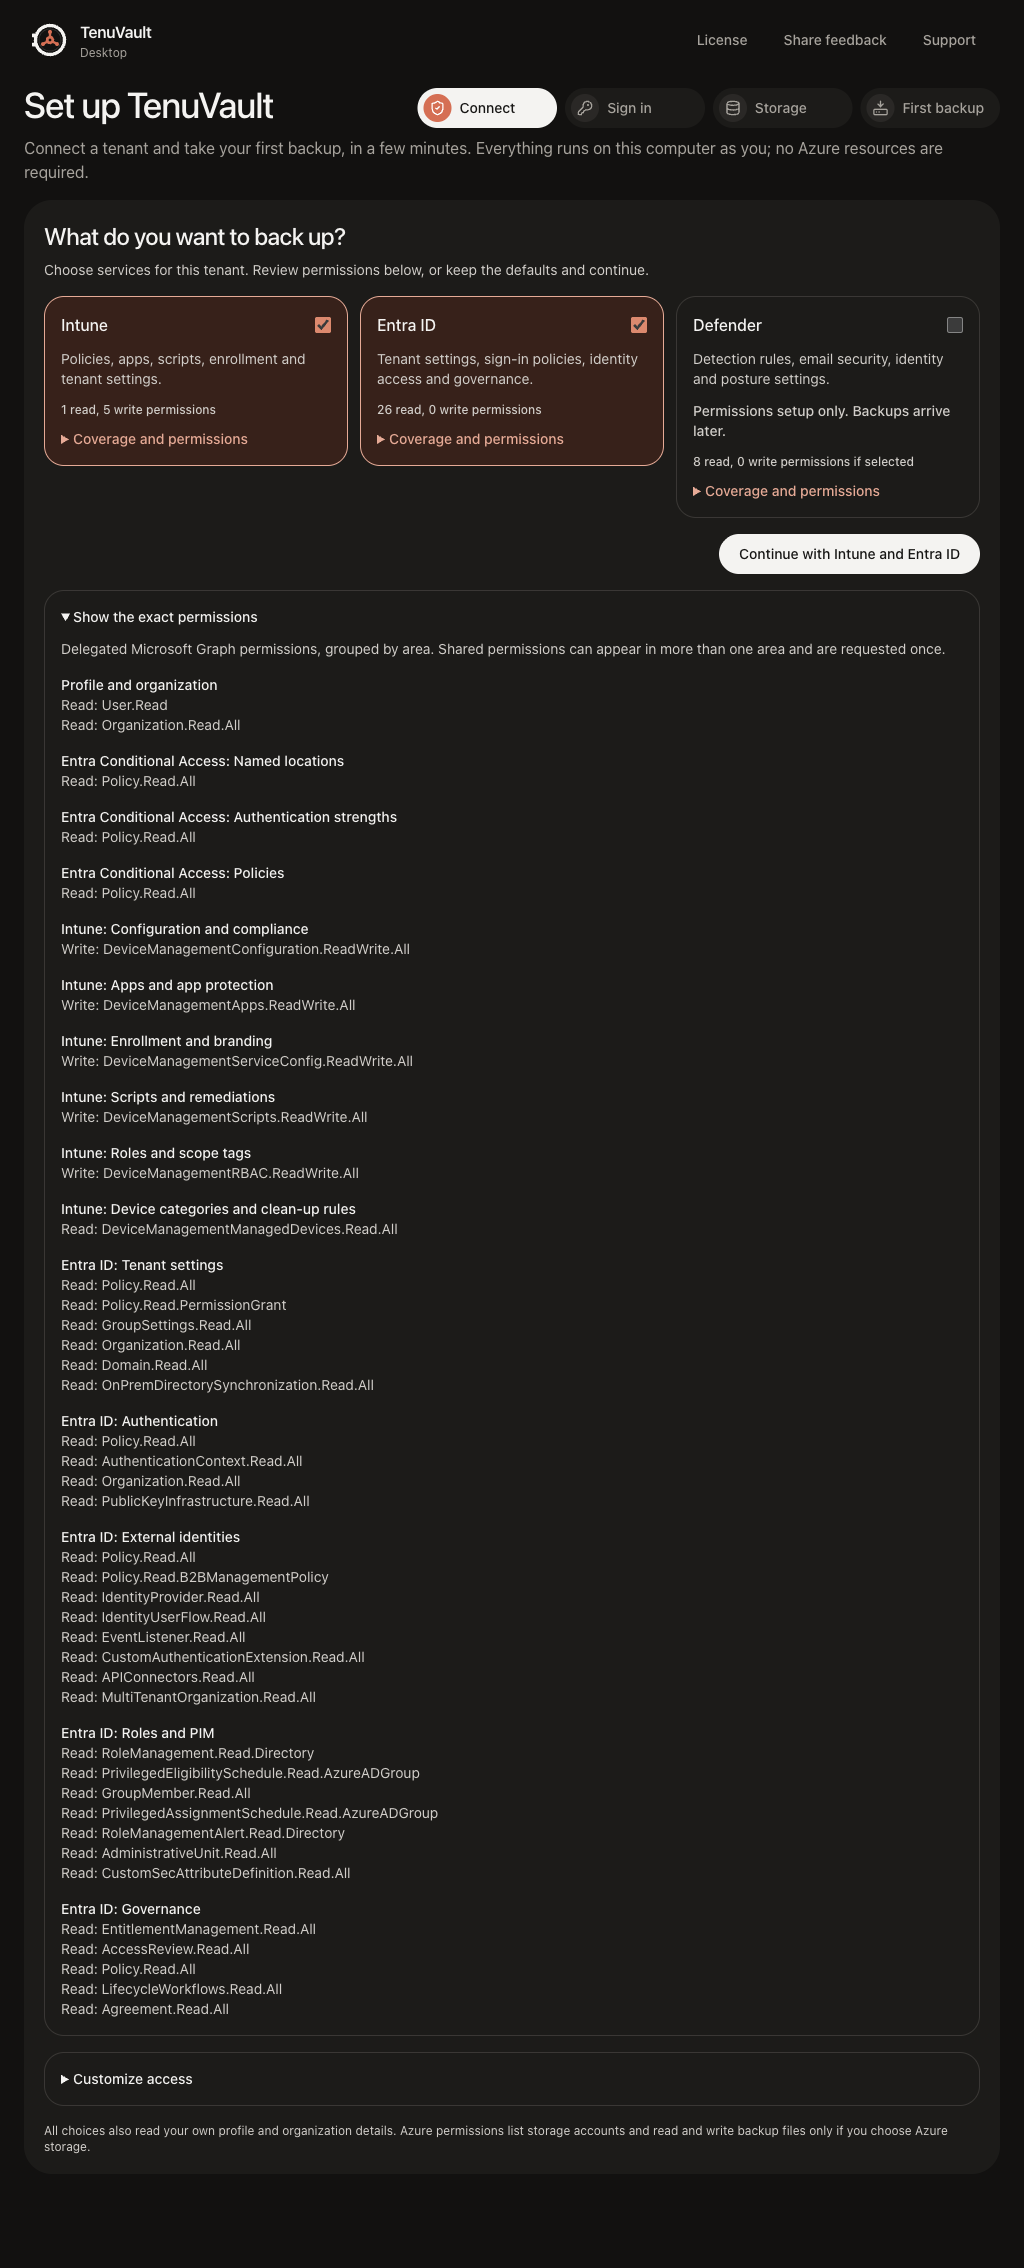 TenuVault
Desktop
License
Share feedback
Support
Set up TenuVault
Connect
Sign in
Storage
First backup
Connect a tenant and take your first backup, in a few minutes. Everything runs on this computer as you; no Azure resources are
required.
What do you want to back up?
Choose services for this tenant. Review permissions below, or keep the defaults and continue.
Intune
Policies, apps, scripts, enrollment and
tenant settings.
1 read, 5 write permissions
Coverage and permissions
Entra ID
Tenant settings, sign-in policies, identity
access and governance.
26 read, 0 write permissions
Coverage and permissions
Defender
Detection rules, email security, identity
and posture settings.
Permissions setup only. Backups arrive
later.
8 read, 0 write permissions if selected
Coverage and permissions
Continue with Intune and Entra ID
Show the exact permissions
Delegated Microsoft Graph permissions, grouped by area. Shared permissions can appear in more than one area and are requested once.
Profile and organization
Read: User.Read
Read: Organization.Read.All
Entra Conditional Access: Named locations
Read: Policy.Read.All
Entra Conditional Access: Authentication strengths
Read: Policy.Read.All
Entra Conditional Access: Policies
Read: Policy.Read.All
Intune: Configuration and compliance
Write: DeviceManagementConfiguration.ReadWrite.All
Intune: Apps and app protection
Write: DeviceManagementApps.ReadWrite.All
Intune: Enrollment and branding
Write: DeviceManagementServiceConfig.ReadWrite.All
Intune: Scripts and remediations
Write: DeviceManagementScripts.ReadWrite.All
Intune: Roles and scope tags
Write: DeviceManagementRBAC.ReadWrite.All
Intune: Device categories and clean-up rules
Read: DeviceManagementManagedDevices.Read.All
Entra ID: Tenant settings
Read: Policy.Read.All
Read: Policy.Read.PermissionGrant
Read: GroupSettings.Read.All
Read: Organization.Read.All
Read: Domain.Read.All
Read: OnPremDirectorySynchronization.Read.All
Entra ID: Authentication
Read: Policy.Read.All
Read: AuthenticationContext.Read.All
Read: Organization.Read.All
Read: PublicKeyInfrastructure.Read.All
Entra ID: External identities
Read: Policy.Read.All
Read: Policy.Read.B2BManagementPolicy
Read: IdentityProvider.Read.All
Read: IdentityUserFlow.Read.All
Read: EventListener.Read.All
Read: CustomAuthenticationExtension.Read.All
Read: APIConnectors.Read.All
Read: MultiTenantOrganization.Read.All
Entra ID: Roles and PIM
Read: RoleManagement.Read.Directory
Read: PrivilegedEligibilitySchedule.Read.AzureADGroup
Read: GroupMember.Read.All
Read: PrivilegedAssignmentSchedule.Read.AzureADGroup
Read: RoleManagementAlert.Read.Directory
Read: AdministrativeUnit.Read.All
Read: CustomSecAttributeDefinition.Read.All
Entra ID: Governance
Read: EntitlementManagement.Read.All
Read: AccessReview.Read.All
Read: Policy.Read.All
Read: LifecycleWorkflows.Read.All
Read: Agreement.Read.All
Customize access
All choices also read your own profile and organization details. Azure permissions list storage accounts and read and write backup files only if you choose Azure
storage.